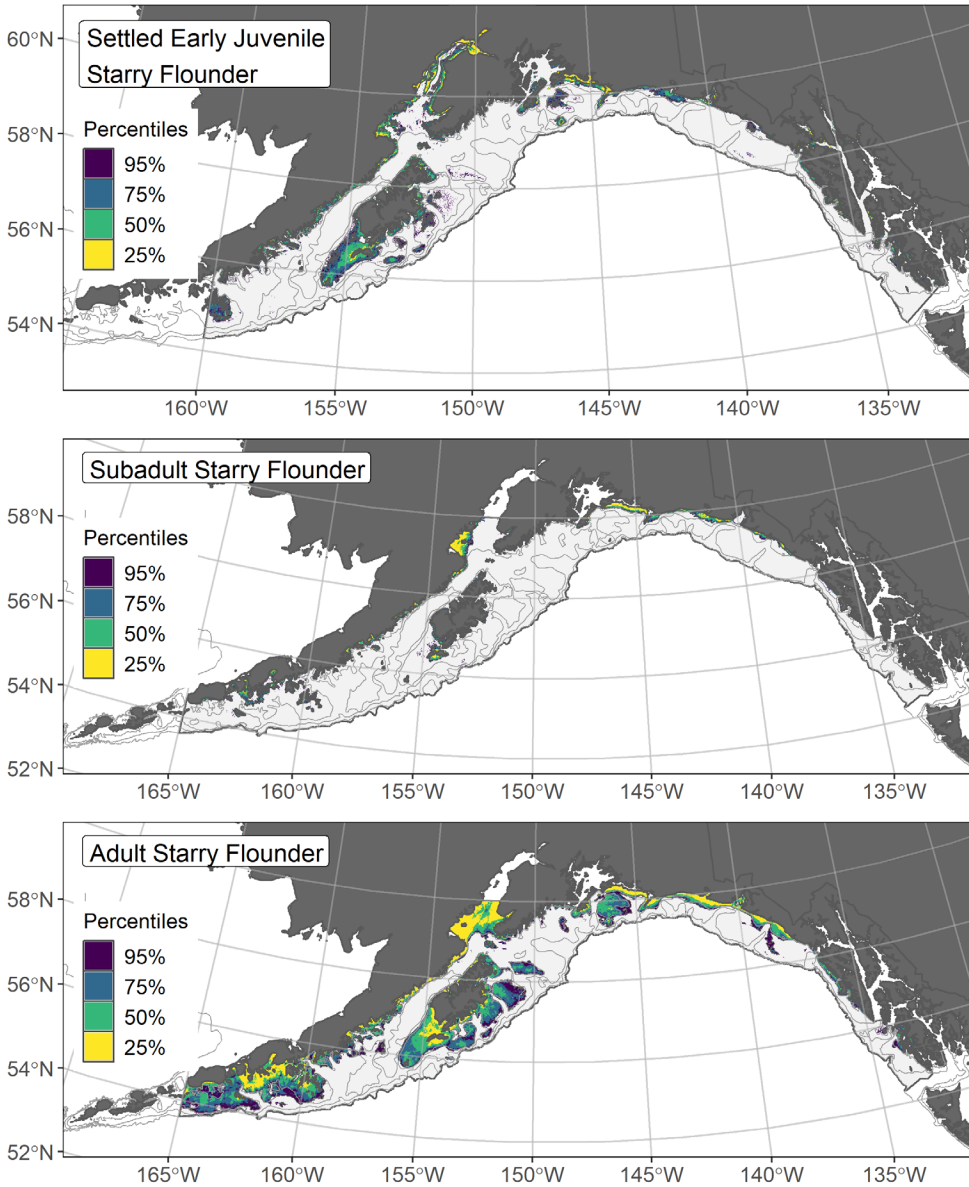 Settled Early Juvenile
Starry Flounder
Percentiles
95%
75%
50%
25%
60°N
58°N
56°N
54°N
160°W
155°W
150°W
145°W
140°W
135°W
Subadult Starry Flounder
Percentiles
95%
75%
50%
25%
58°N
56°N
54°N
52°N
165°W
160°W
155°W
150°W
145°W
140°W
135°W
Adult Starry Flounder
Percentiles
95%
75%
50%
25%
58°N
56°N
54°N
52°N
165°W
160°W
155°W
150°W
145°W
140°W
135°W